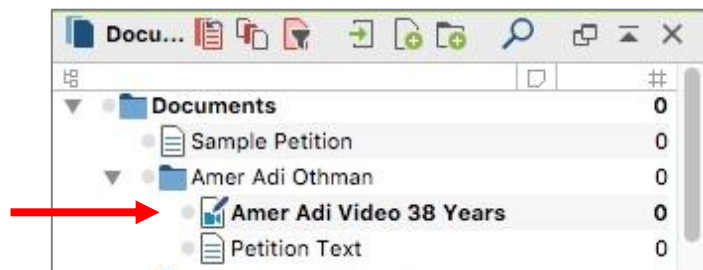 Docu...
#
Documents 0
Sample Petition 0
Amer Adi Othman 0
Amer Adi Video 38 Years 0
Petition Text 0